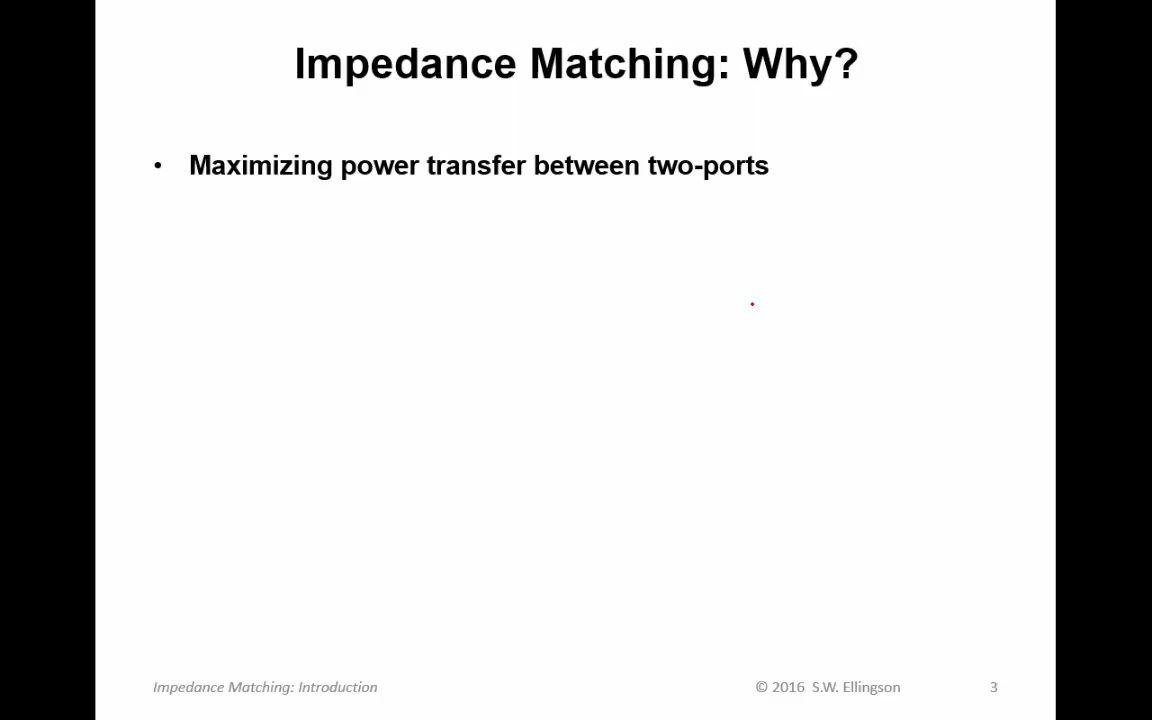 Impedance Matching: Why?
• Maximizing power transfer between two-ports
Impedance Matching: Introduction
© 2016 S.W. Ellingson
3